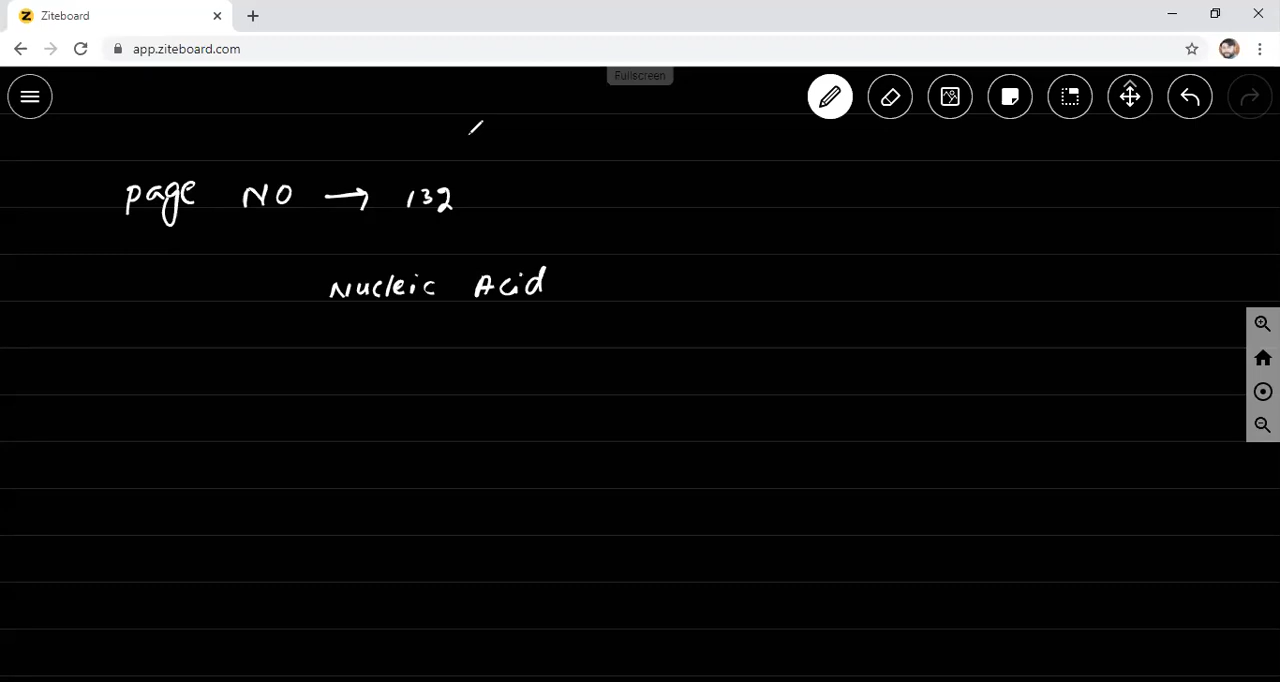 Ziteboard
app.ziteboard.com
Fullscreen
page NO → 132
Nucleic Acid